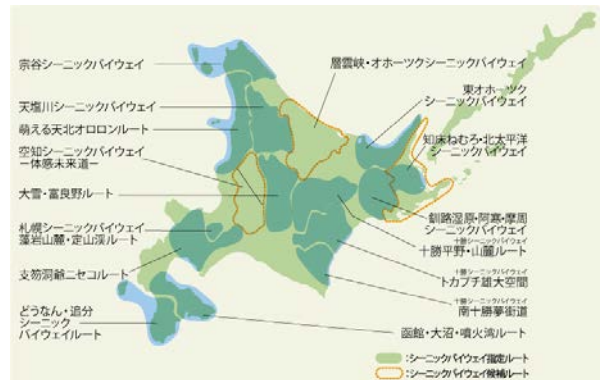 宗谷シーニックバイウェイ
天塩川シーニックバイウェイ
萌える天北オロロンルート
空知シーニックバイウェイ
ー体感未来道ー
大雪・富良野ルート
札幌シーニックバイウェイ
藻岩山麓・定山渓ルート
支笏洞爺ニセコルート
どうなん・追分
シーニック
バイウェイルート
層雲峡・オホーツクシーニックバイウェイ
東オホーツク
シーニックバイウェイ
知床ねむろ・北太平洋
シーニックバイウェイ
釧路湿原・阿寒・摩周
シーニックバイウェイ
十勝シーニックバイウェイ
十勝平野・山麓ルート
十勝シーニックバイウェイ
トカプチ雄大空間
十勝シーニックバイウェイ
南十勝夢街道
函館・大沼・噴火湾ルート
:シーニックバイウェイ指定ルート
:シーニックバイウェイ候補ルート